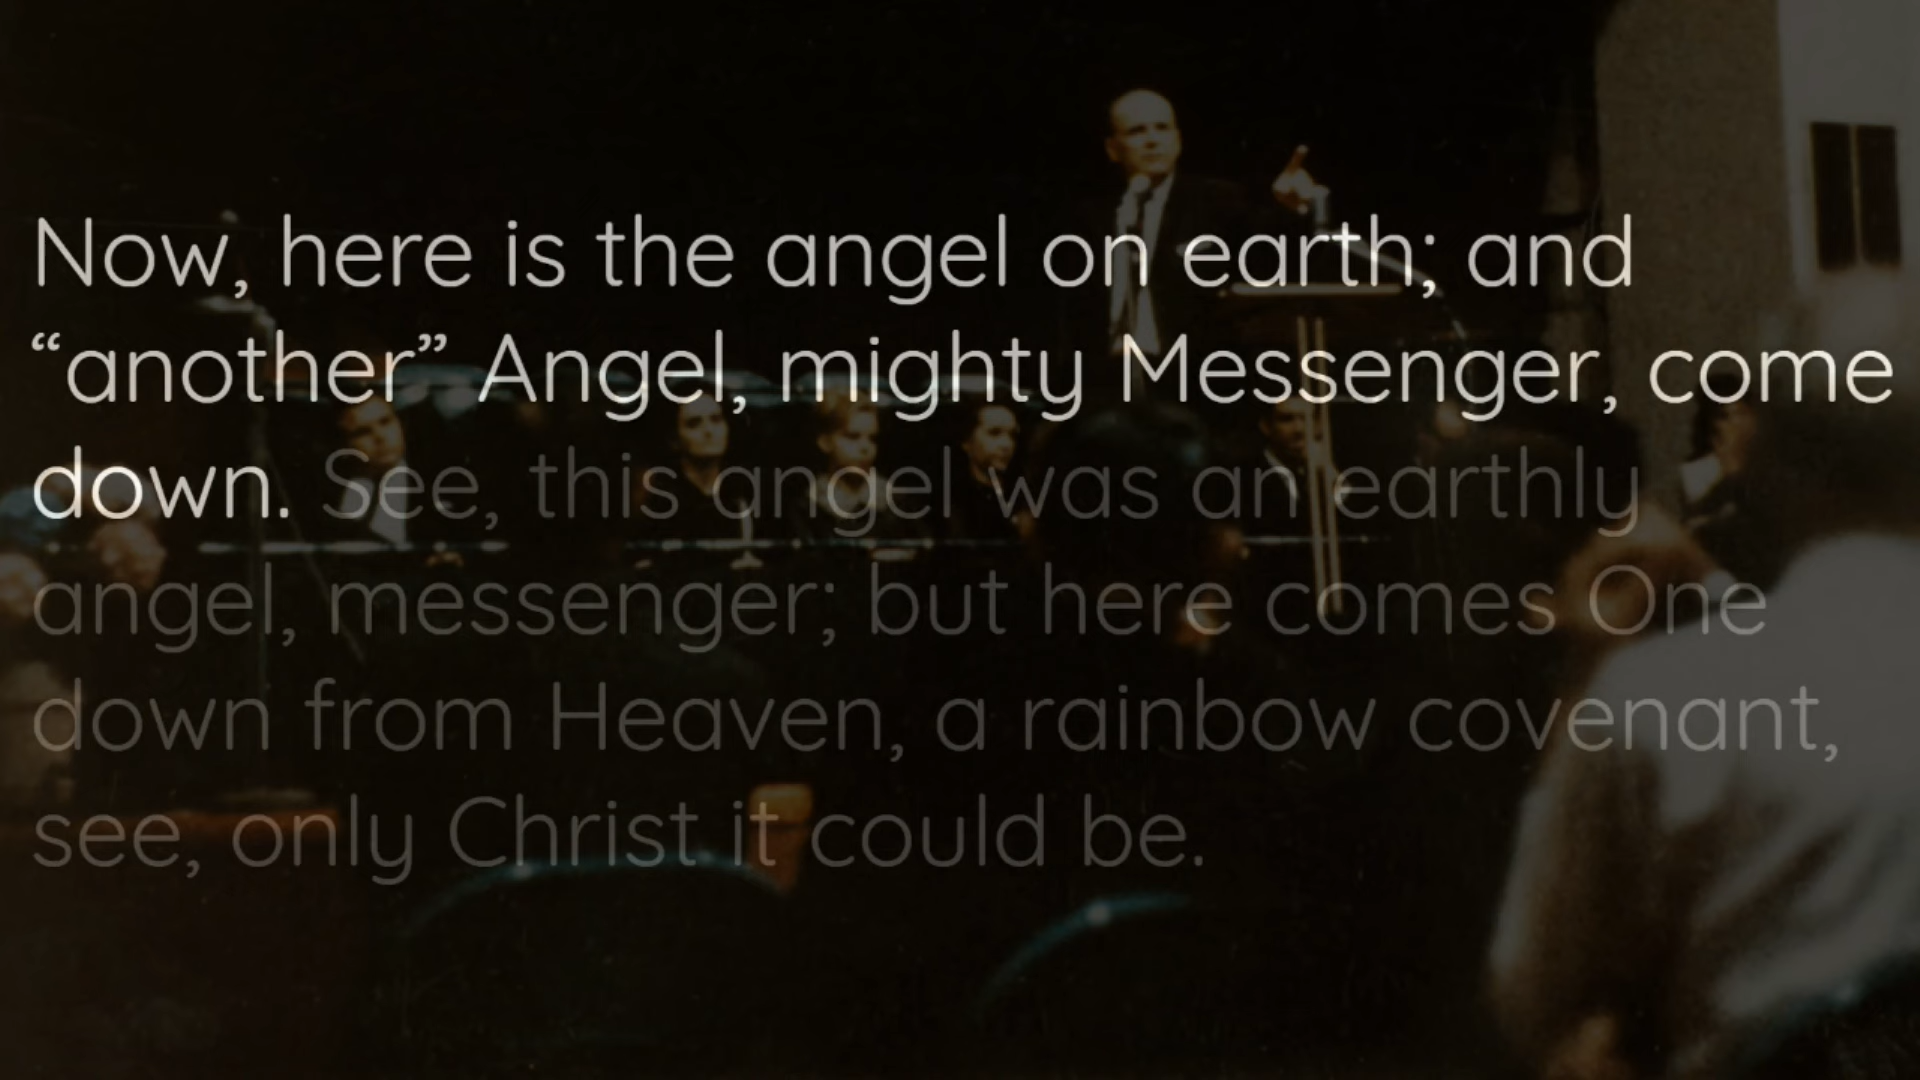 Now, here is the angel on earth; and
“another” Angel, mighty Messenger, come
down. See, this angel was an earthly
angel, messenger; but here comes One
down from Heaven, a rainbow covenant,
see, only Christ it could be.